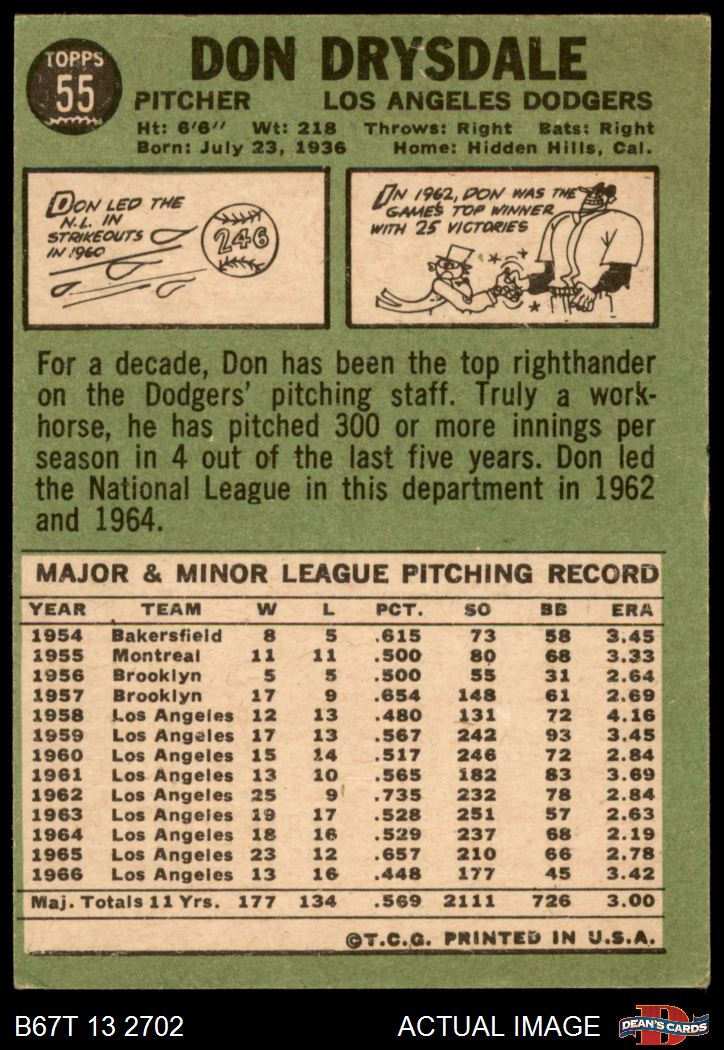 TOPPS
55
DON DRYSDALE
PITCHER LOS ANGELES DODGERS
Ht: 6'6" Wt: 218 Throws: Right Bats: Right
Born: July 23, 1936 Home: Hidden Hills, Cal.
DON LED THE
N.L. IN
STRIKEOUTS
IN 1960
246
IN 1962, DON WAS THE
GAME'S TOP WINNER
WITH 25 VICTORIES
For a decade, Don has been the top righthander
on the Dodgers' pitching staff. Truly a work-
horse, he has pitched 300 or more innings per
season in 4 out of the last five years. Don led
the National League in this department in 1962
and 1964.
MAJOR & MINOR LEAGUE PITCHING RECORD
YEAR TEAM W L PCT. SO BB ERA
1954 Bakersfield 8 5 .615 73 58 3.45
1955 Montreal 11 11 .500 80 68 3.33
1956 Brooklyn 5 5 .500 55 31 2.64
1957 Brooklyn 17 9 .654 148 61 2.69
1958 Los Angeles 12 13 .480 131 72 4.16
1959 Los Angeles 17 13 .567 242 93 3.45
1960 Los Angeles 15 14 .517 246 72 2.84
1961 Los Angeles 13 10 .565 182 83 3.69
1962 Los Angeles 25 9 .735 232 78 2.84
1963 Los Angeles 19 17 .528 251 57 2.63
1964 Los Angeles 18 16 .529 237 68 2.19
1965 Los Angeles 23 12 .657 210 66 2.78
1966 Los Angeles 13 16 .448 177 45 3.42
Maj. Totals 11 Yrs. 177 134 .569 2111 726 3.00
©T.C.G. PRINTED IN U.S.A.
B67T 13 2702 ACTUAL IMAGE
D
DEAN'S CARDS